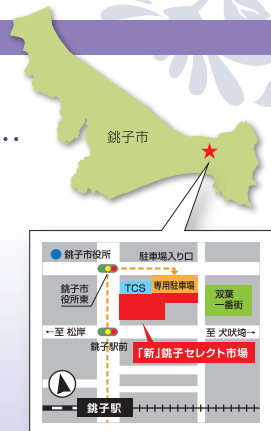 銚子市
銚子市役所
駐車場入り口
銚子市
役所東
TCS
専用駐車場
双葉
一番街
←至 松岸
銚子駅前
至 犬吠埼→
「新」銚子セレクト市場
銚子駅